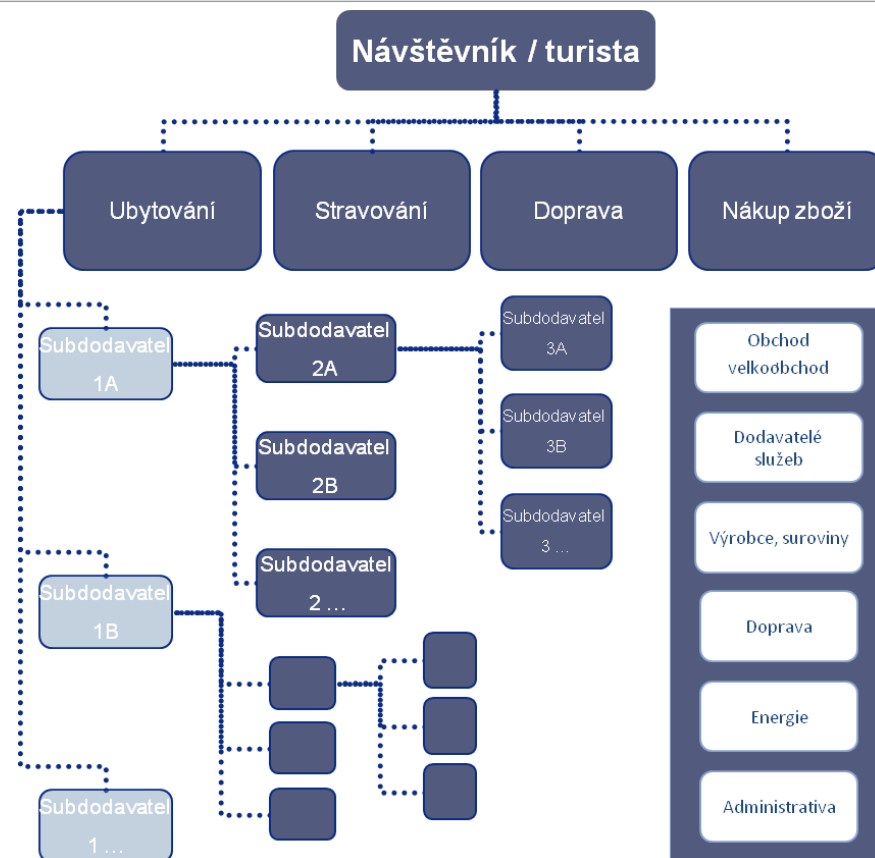 Návštěvník / turista
Ubytování
Stravování
Doprava
Nákup zboží
Subdodavatel
1A
Subdodavatel
2A
Subdodavatel
3A
Subdodavatel
2B
Subdodavatel
3B
Subdodavatel
2 ...
Subdodavatel
3 ...
Subdodavatel
1B
Subdodavatel
1 ...
Obchod
velkoobchod
Dodavatelé
služeb
Výrobce, suroviny
Doprava
Energie
Administrativa